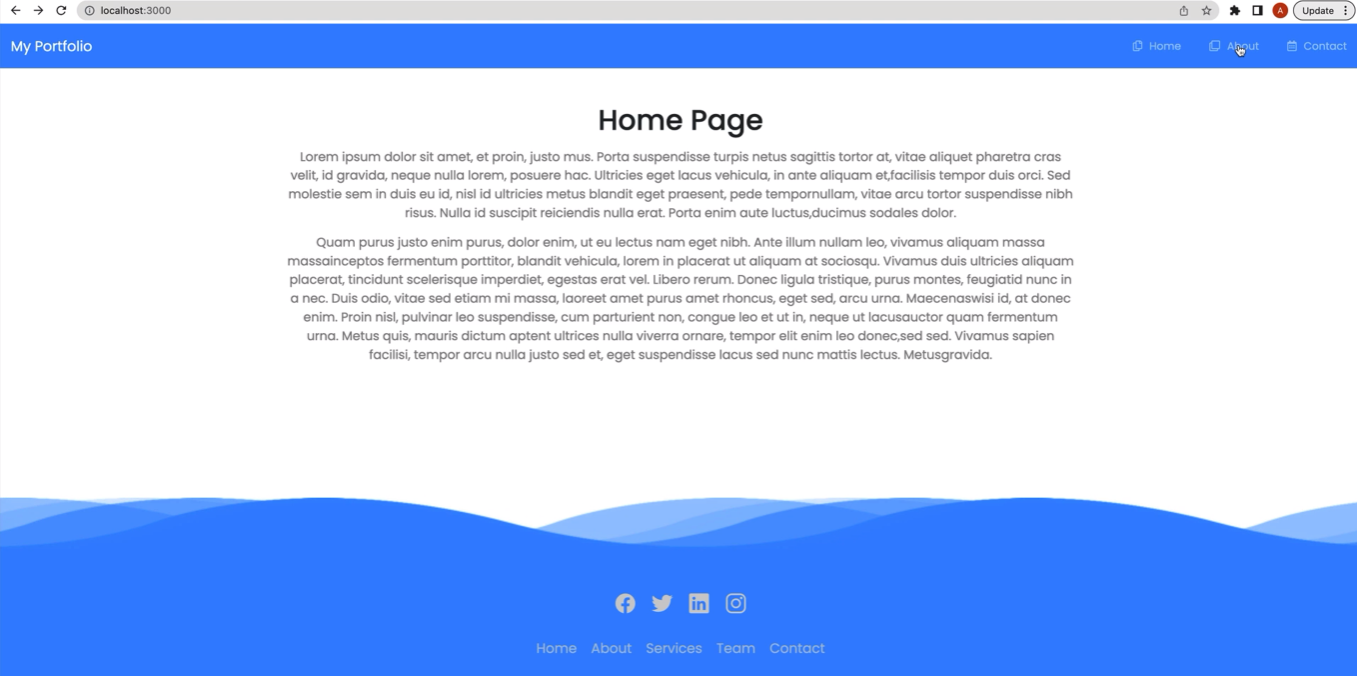 localhost:3000
A
Update
My Portfolio
Home About Contact
Home Page
Lorem ipsum dolor sit amet, et proin, justo mus. Porta suspendisse turpis netus sagittis tortor at, vitae aliquet pharetra cras
velit, id gravida, neque nulla lorem, posuere hac. Ultricies eget lacus vehicula, in ante aliquam et,facilisis tempor duis orci. Sed
molestie sem in duis eu id, nisl id ultricies metus blandit eget praesent, pede tempornullam, vitae arcu tortor suspendisse nibh
risus. Nulla id suscipit reiciendis nulla erat. Porta enim aute luctus,ducimus sodales dolor.
Quam purus justo enim purus, dolor enim, ut eu lectus nam eget nibh. Ante illum nullam leo, vivamus aliquam massa
massainceptos fermentum porttitor, blandit vehicula, lorem in placerat ut aliquam at sociosqu. Vivamus duis ultricies aliquam
placerat, tincidunt scelerisque imperdiet, egestas erat vel. Libero rerum. Donec ligula tristique, purus montes, feugiatid nunc in
a nec. Duis odio, vitae sed etiam mi massa, laoreet amet purus amet rhoncus, eget sed, arcu urna. Maecenaswisi id, at donec
enim. Proin nisl, pulvinar leo suspendisse, cum parturient non, congue leo et ut in, neque ut lacusauctor quam fermentum
urna. Metus quis, mauris dictum aptent ultrices nulla viverra ornare, tempor elit enim leo donec,sed sed. Vivamus sapien
facilisi, tempor arcu nulla justo sed et, eget suspendisse lacus sed nunc mattis lectus. Metusgravida.
Home About Services Team Contact